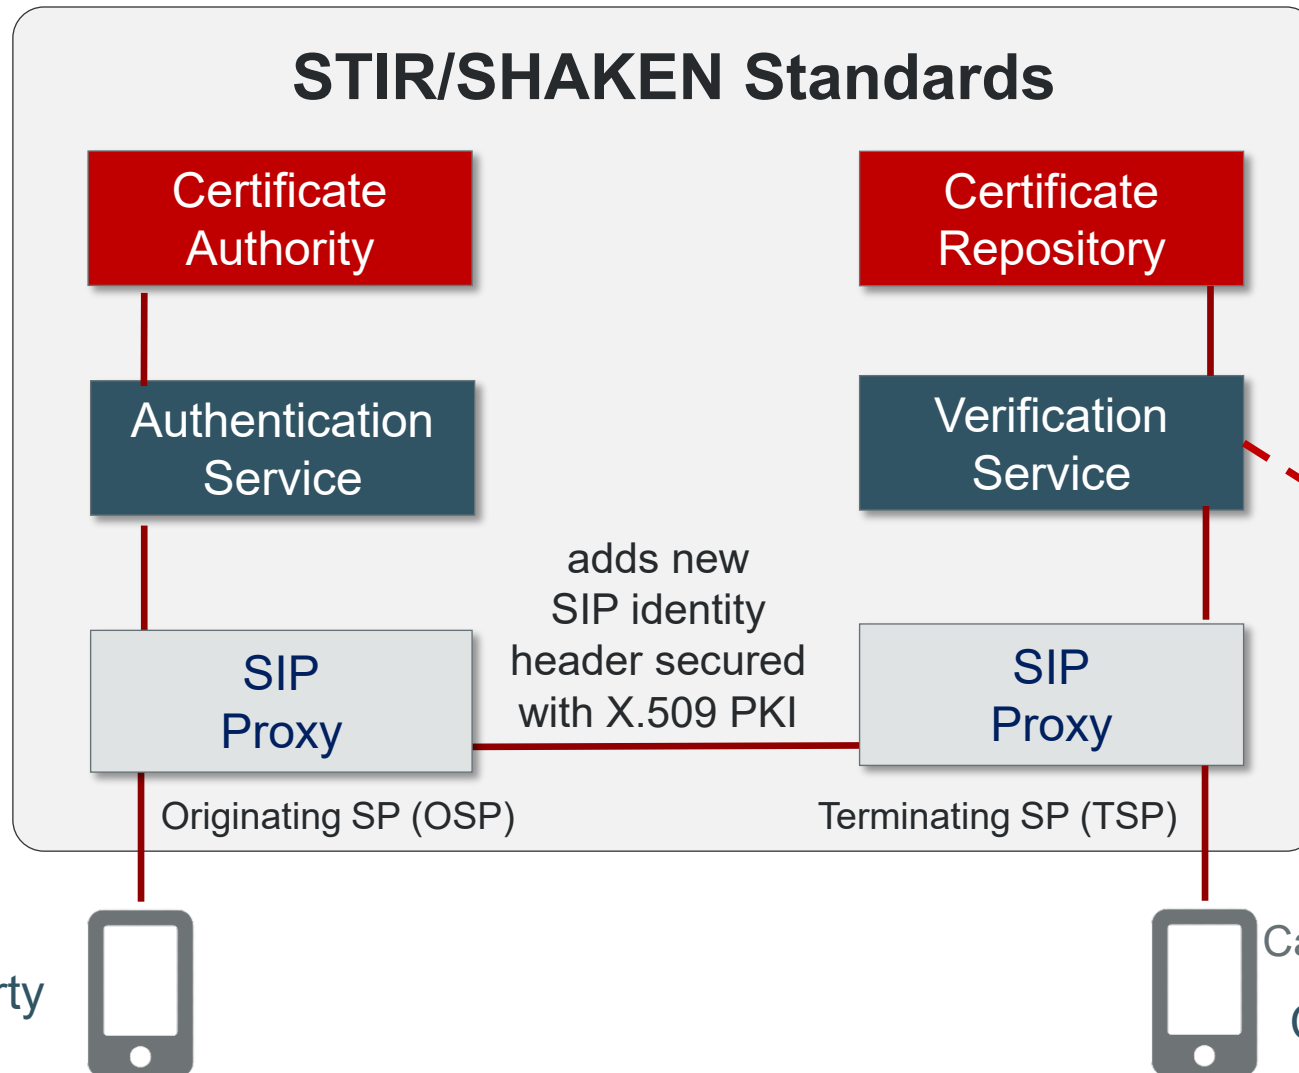 STIR/SHAKEN Standards
Certificate
Authority
Certificate
Repository
Authentication
Service
Verification
Service
adds new
SIP identity
header secured
with X.509 PKI
SIP
Proxy
SIP
Proxy
Originating SP (OSP)
Terminating SP (TSP)